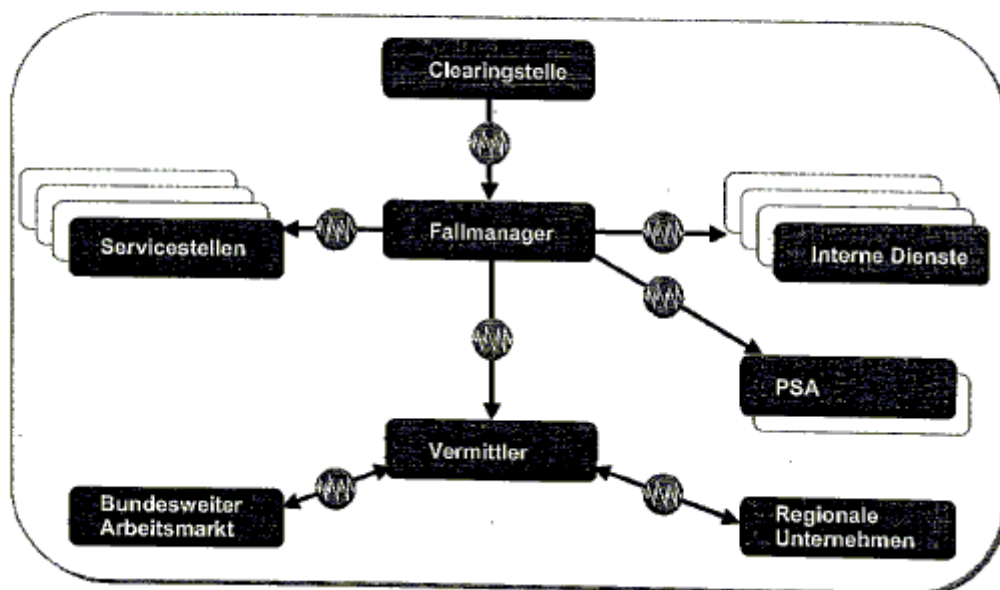 Clearingstelle
Servicestellen
Fallmanager
Interne Dienste
PSA
Vermittler
Bundesweiter
Arbeitsmarkt
Regionale
Unternehmen